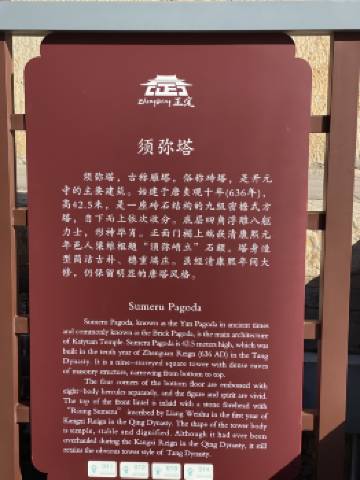 Zhengding 正定
须弥塔
须弥塔，古称雁塔。俗称砖塔，是开元
中的主要建筑。始建于唐贞观十年(636年)，
高42.5米，是一座砖石结构的九级密檐式方
塔，自下而上依次收分。底层四角浮雕八躯
力士，形神毕肖。正面门楣上端嵌清康熙元
年邑人梁维枢题“须弥峭立”石额。塔身造
型简洁古朴、稳重端庄。虽经清康熙年间大
修，仍保留明显的唐塔风格。
Sumeru Pagoda
Sumeru Pagoda, known as the Yan Pagoda in ancient times
and commonly known as the Brick Pagoda, is the main architecture
of Kaiyuan Temple. Sumeru Pagoda is 42.5 meters high, which was
built in the tenth year of Zhenguan Reign (636 AD) in the Tang
Dynasty. It is a nine-storeyed square tower with dense eaves
of masonry structure, narrowing from bottom to top.
The four corners of the bottom floor are embossed with
eight-body hercules separately, and the figure and spirit are vivid.
The top of the front lintel is inlaid with a stone forehead with
“Rising Sumeru” inscribed by Liang Weishu in the first year of
Kangxi Reign in the Qing Dynasty. The shape of the tower body
is simple, stable and dignified. Although it had ever been
overhauled during the Kangxi Reign in the Qing Dynasty, it still
retains the obvious tower style of Tang Dynasty.